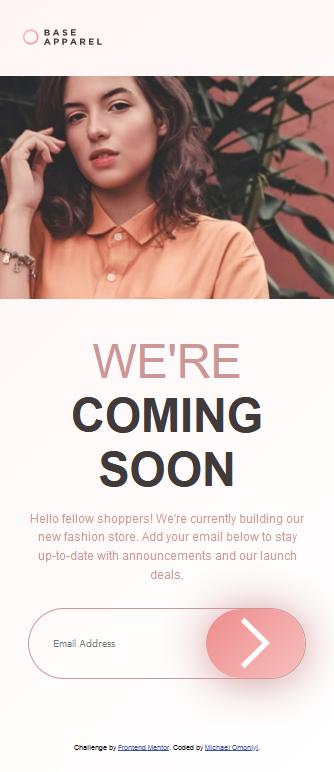 BASE
APPAREL
WE'RE
COMING
SOON
Hello fellow shoppers! We're currently building our
new fashion store. Add your email below to stay
up-to-date with announcements and our launch
deals.
Email Address
Challenge by Frontend Mentor. Coded by Michael Omoniyi.